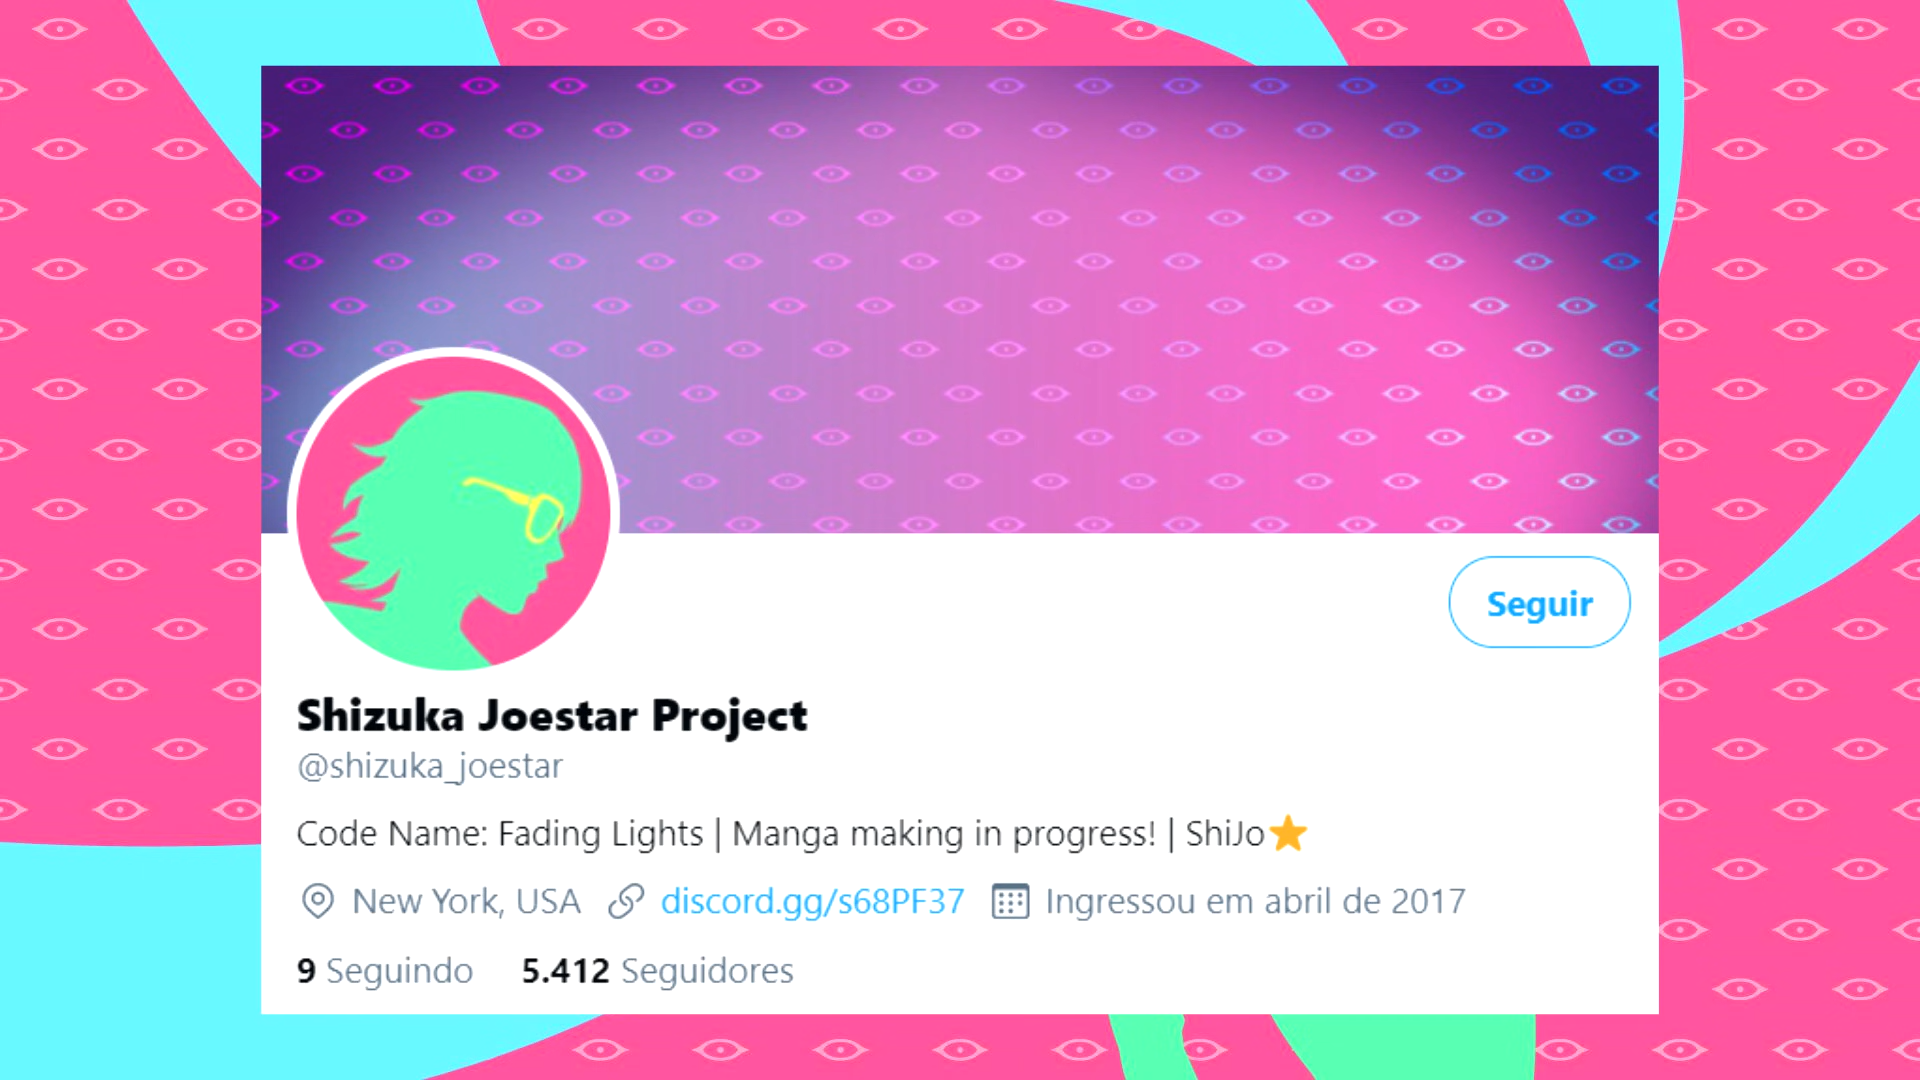 Seguir
Shizuka Joestar Project
@shizuka_joestar
Code Name: Fading Lights | Manga making in progress! | ShiJo⭐
New York, USA discord.gg/s68PF37 Ingressou em abril de 2017
9 Seguindo 5.412 Seguidores